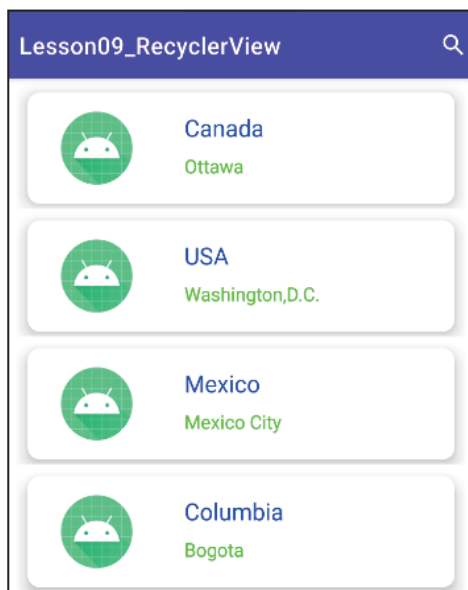 Lesson09_RecyclerView
Canada
Ottawa
USA
Washington,D.C.
Mexico
Mexico City
Columbia
Bogota